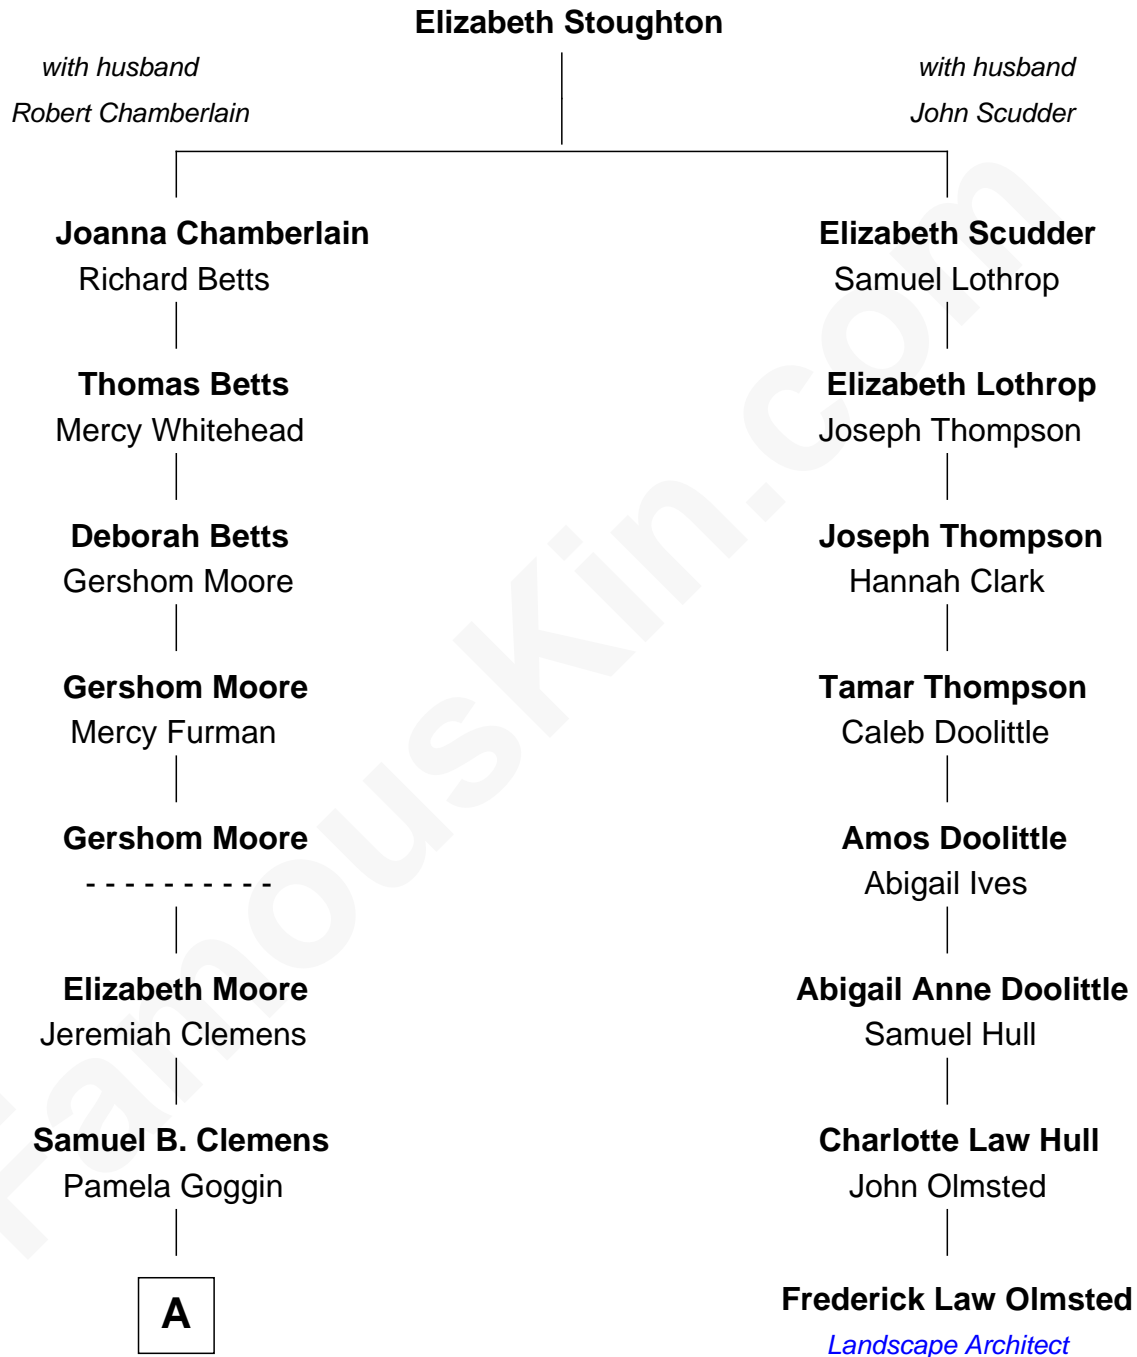 Elizabeth Stoughton
with husband
Robert Chamberlain
with husband
John Scudder
Joanna Chamberlain
Richard Betts
Elizabeth Scudder
Samuel Lothrop
Thomas Betts
Mercy Whitehead
Elizabeth Lothrop
Joseph Thompson
Deborah Betts
Gershom Moore
Joseph Thompson
Hannah Clark
Gershom Moore
Mercy Furman
Tamar Thompson
Caleb Doolittle
Gershom Moore
- - - - - - - - - -
Amos Doolittle
Abigail Ives
Elizabeth Moore
Jeremiah Clemens
Abigail Anne Doolittle
Samuel Hull
Samuel B. Clemens
Pamela Goggin
Charlotte Law Hull
John Olmsted
A
Frederick Law Olmsted
Landscape Architect
FamousKin.com